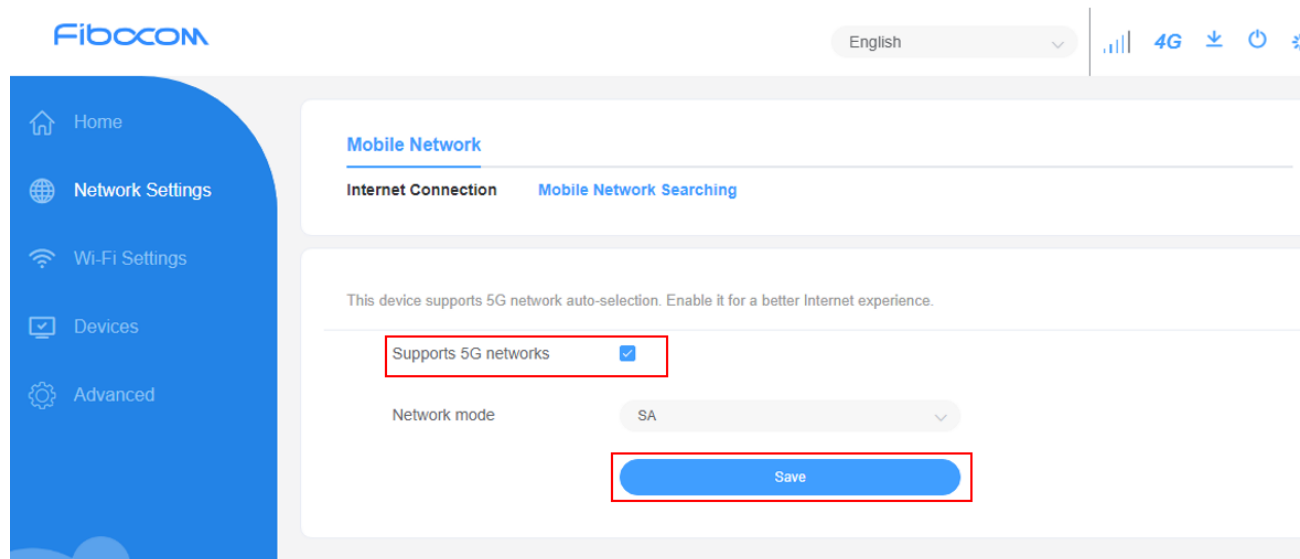 Fibocom
English
4G
Home
Network Settings
Wi-Fi Settings
Devices
Advanced
Mobile Network
Internet Connection Mobile Network Searching
This device supports 5G network auto-selection. Enable it for a better Internet experience.
Supports 5G networks
Network mode SA
Save